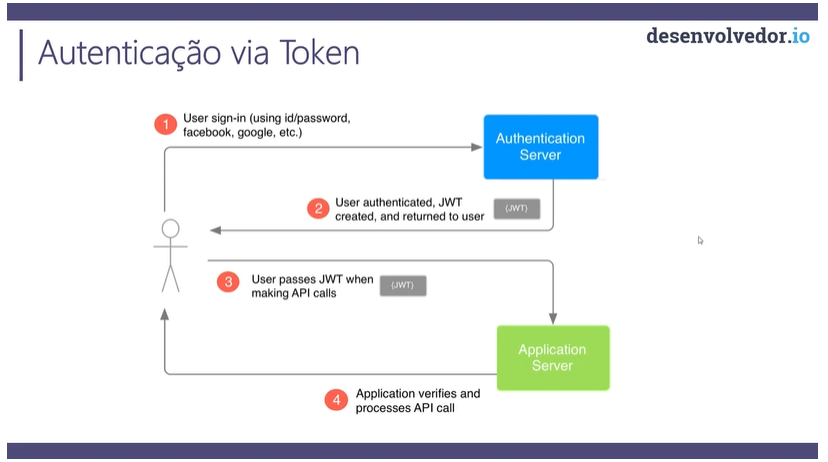 desenvolvedor.io
Autenticação via Token
1
User sign-in (using id/password,
facebook, google, etc.)
Authentication
Server
2
User authenticated, JWT
created, and returned to user
{JWT}
3
User passes JWT when
making API calls
{JWT}
Application
Server
4
Application verifies and
processes API call